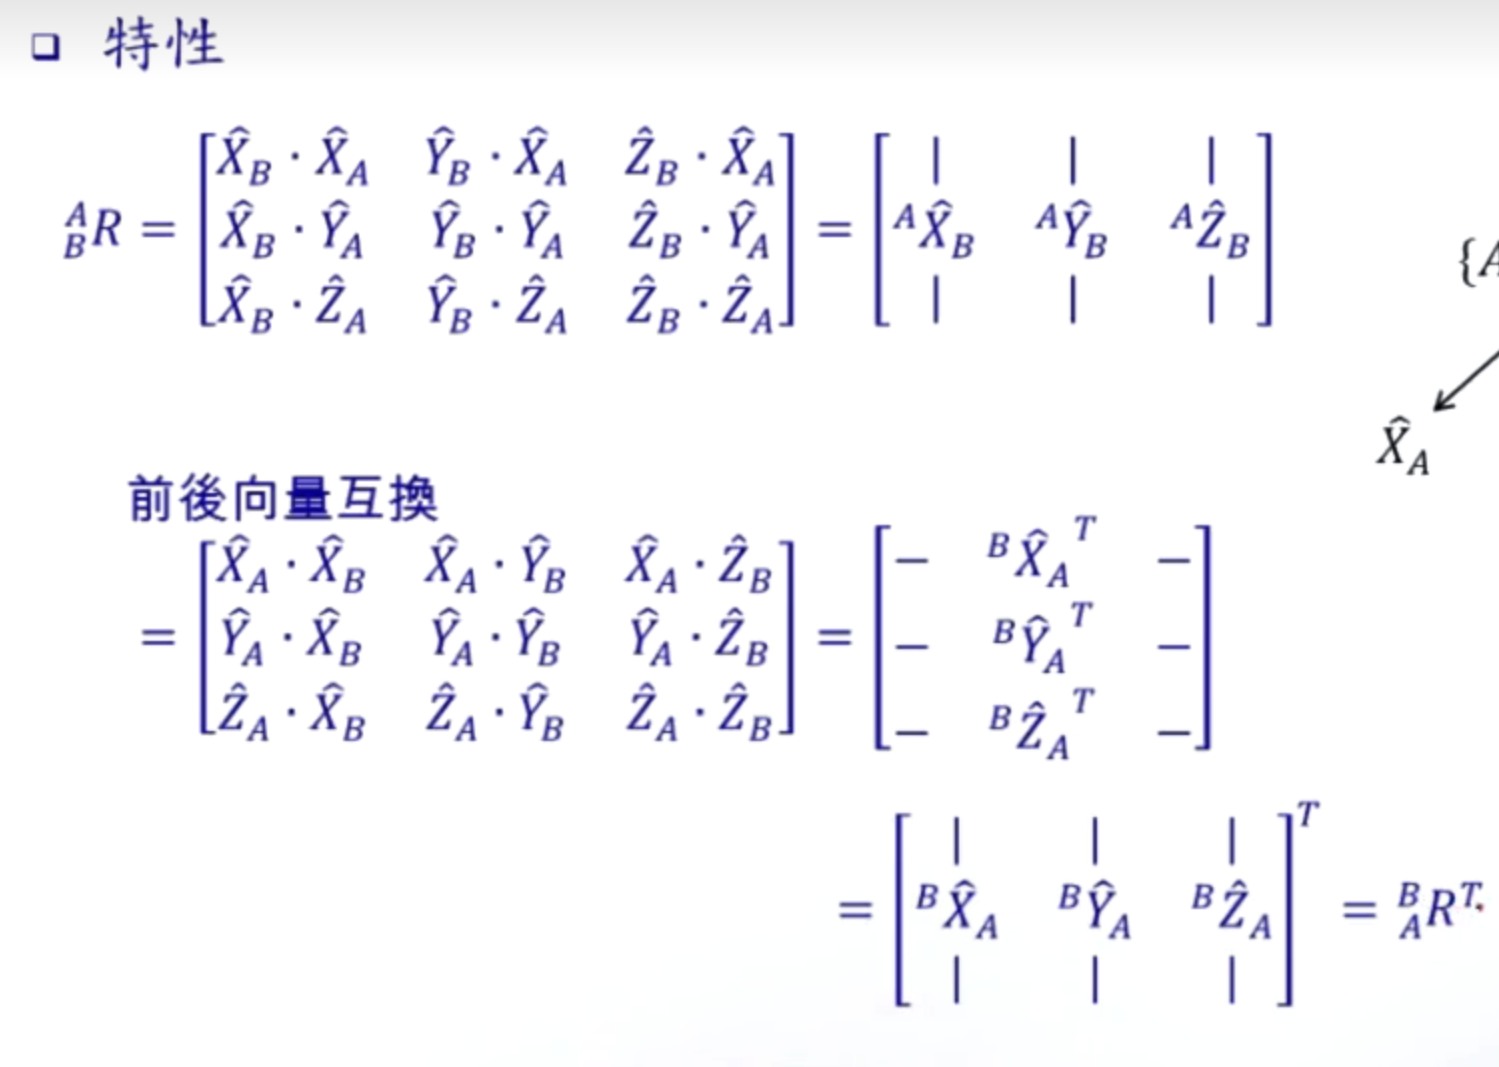 ❑ 特性
$^A_B R = \begin{bmatrix} \hat{X}_B \cdot \hat{X}_A & \hat{Y}_B \cdot \hat{X}_A & \hat{Z}_B \cdot \hat{X}_A \\ \hat{X}_B \cdot \hat{Y}_A & \hat{Y}_B \cdot \hat{Y}_A & \hat{Z}_B \cdot \hat{Y}_A \\ \hat{X}_B \cdot \hat{Z}_A & \hat{Y}_B \cdot \hat{Z}_A & \hat{Z}_B \cdot \hat{Z}_A \end{bmatrix} = \begin{bmatrix} | & | & | \\ {}^A\hat{X}_B & {}^A\hat{Y}_B & {}^A\hat{Z}_B \\ | & | & | \end{bmatrix}$
{A
$\hat{X}_A$
前後向量互換
$= \begin{bmatrix} \hat{X}_A \cdot \hat{X}_B & \hat{X}_A \cdot \hat{Y}_B & \hat{X}_A \cdot \hat{Z}_B \\ \hat{Y}_A \cdot \hat{X}_B & \hat{Y}_A \cdot \hat{Y}_B & \hat{Y}_A \cdot \hat{Z}_B \\ \hat{Z}_A \cdot \hat{X}_B & \hat{Z}_A \cdot \hat{Y}_B & \hat{Z}_A \cdot \hat{Z}_B \end{bmatrix} = \begin{bmatrix} - & {}^B\hat{X}_A{}^T & - \\ - & {}^B\hat{Y}_A{}^T & - \\ - & {}^B\hat{Z}_A{}^T & - \end{bmatrix}$
$= \begin{bmatrix} | & | & | \\ {}^B\hat{X}_A & {}^B\hat{Y}_A & {}^B\hat{Z}_A \\ | & | & | \end{bmatrix}^T = {}^B_A R^T$